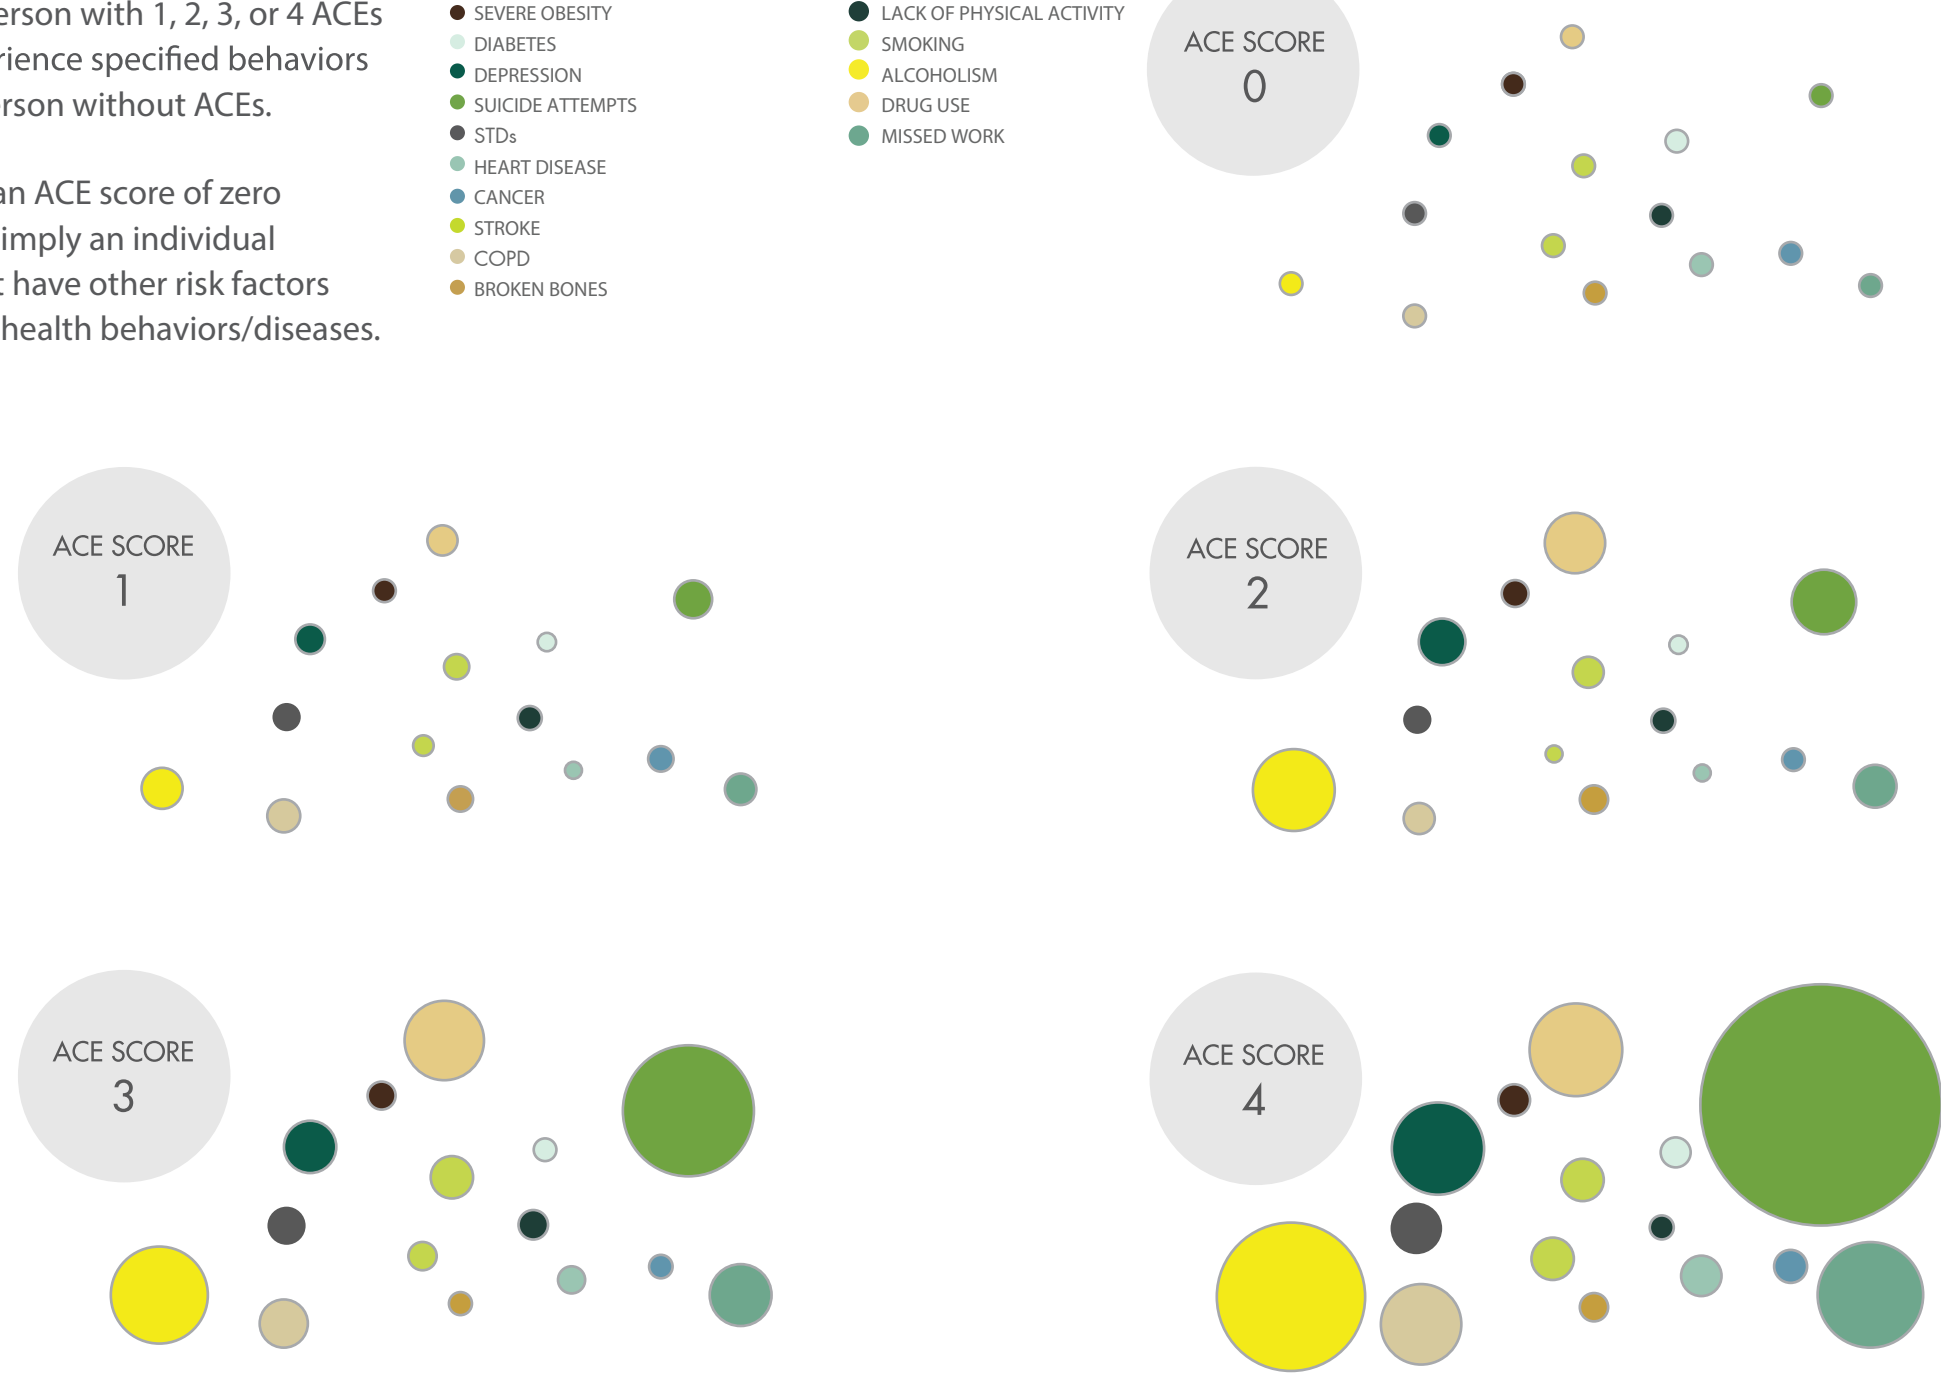 erson with 1, 2, 3, or 4 ACEs
rience specified behaviors
erson without ACEs.
an ACE score of zero
imply an individual
t have other risk factors
health behaviors/diseases.
SEVERE OBESITY
DIABETES
DEPRESSION
SUICIDE ATTEMPTS
STDs
HEART DISEASE
CANCER
STROKE
COPD
BROKEN BONES
LACK OF PHYSICAL ACTIVITY
SMOKING
ALCOHOLISM
DRUG USE
MISSED WORK
ACE SCORE
0
ACE SCORE
1
ACE SCORE
2
ACE SCORE
3
ACE SCORE
4